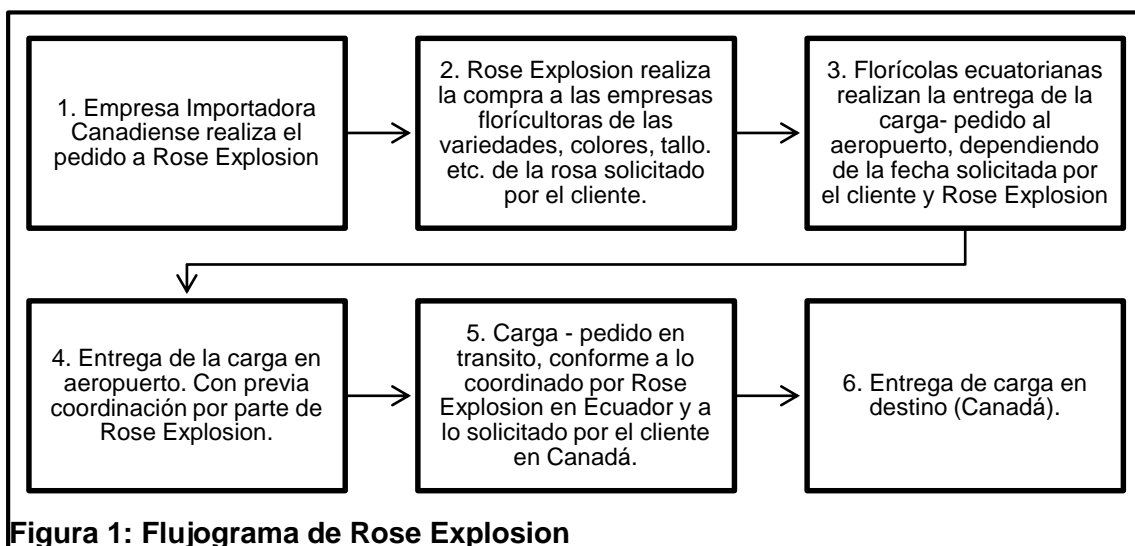 1. Empresa Importadora
Canadiense realiza el
pedido a Rose Explosion
2. Rose Explosion realiza
la compra a las empresas
florícultoras de las
variedades, colores, tallo.
etc. de la rosa solicitado
por el cliente.
3. Florícolas ecuatorianas
realizan la entrega de la
carga- pedido al
aeropuerto, dependiendo
de la fecha solicitada por
el cliente y Rose Explosion
4. Entrega de la carga en
aeropuerto. Con previa
coordinación por parte de
Rose Explosion.
5. Carga - pedido en
transito, conforme a lo
coordinado por Rose
Explosion en Ecuador y a
lo solicitado por el cliente
en Canadá.
6. Entrega de carga en
destino (Canadá).
Figura 1: Flujograma de Rose Explosion